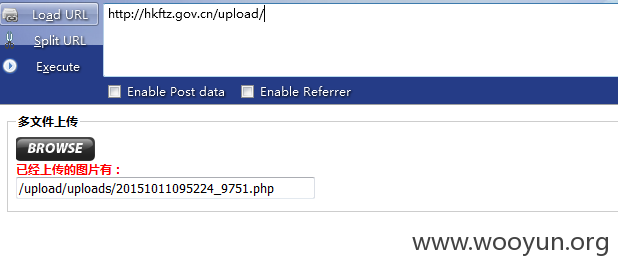 Load URL
http://hkftz.gov.cn/upload/
Split URL
Execute
Enable Post data
Enable Referrer
多文件上传
BROWSE
已经上传的图片有：
/upload/uploads/20151011095224_9751.php
www.wooyun.org